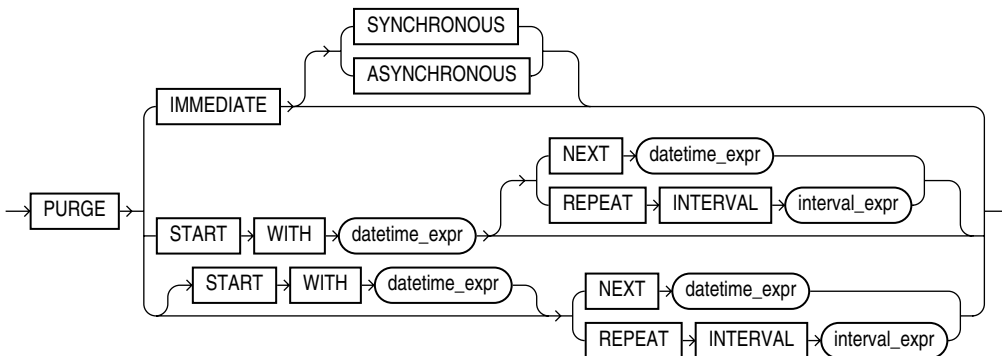 SYNCHRONOUS
ASYNCHRONOUS
IMMEDIATE
NEXT datetime_expr
REPEAT INTERVAL interval_expr
PURGE
START WITH datetime_expr
START WITH datetime_expr
NEXT datetime_expr
REPEAT INTERVAL interval_expr